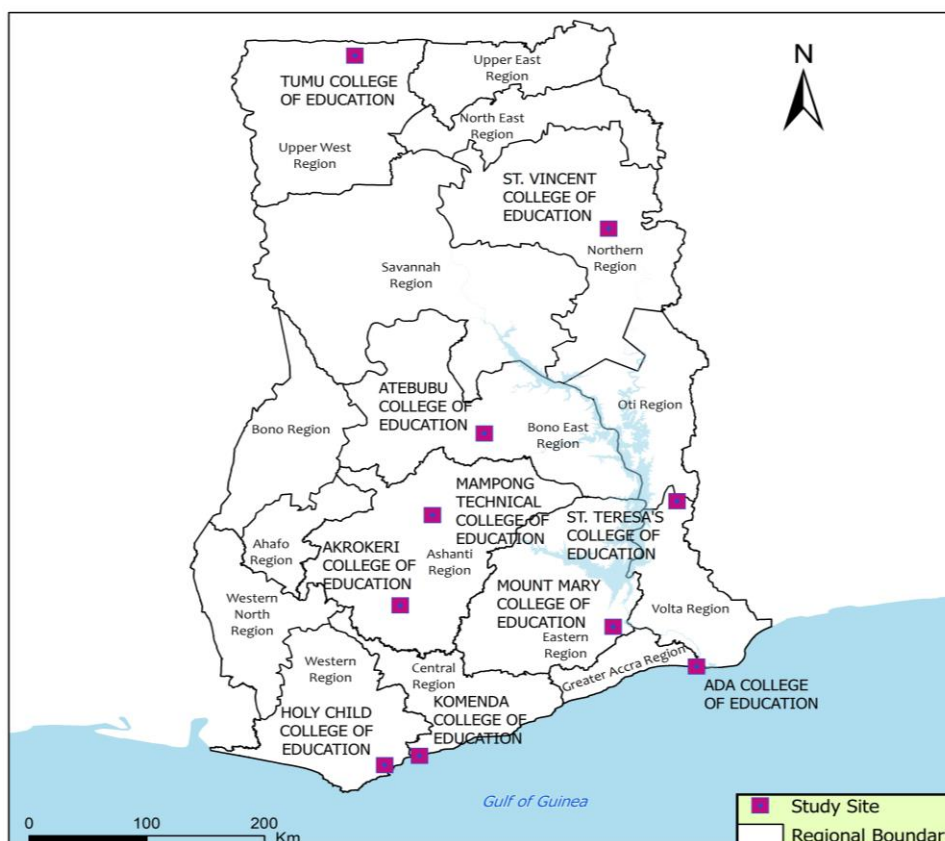 N
Upper East
Region
TUMU COLLEGE
OF EDUCATION
North East
Region
Upper West
Region
ST. VINCENT
COLLEGE OF
EDUCATION
Northern
Region
Savannah
Region
ATEBUBU
COLLEGE OF
EDUCATION
Oti Region
Bono Region
Bono East
Region
MAMPONG
TECHNICAL
COLLEGE OF
EDUCATION
ST. TERESA'S
COLLEGE OF
EDUCATION
Ahafo
Region
AKROKERI
COLLEGE OF
EDUCATION
Ashanti
Region
MOUNT MARY
COLLEGE OF
EDUCATION
Western
North
Region
Volta Region
Eastern
Region
Western
Region
Central
Region
Greater Accra Region
ADA COLLEGE
OF EDUCATION
HOLY CHILD
COLLEGE OF
EDUCATION
KOMENDA
COLLEGE OF
EDUCATION
Gulf of Guinea
Study Site
0 100 200
Km
Regional Boundar